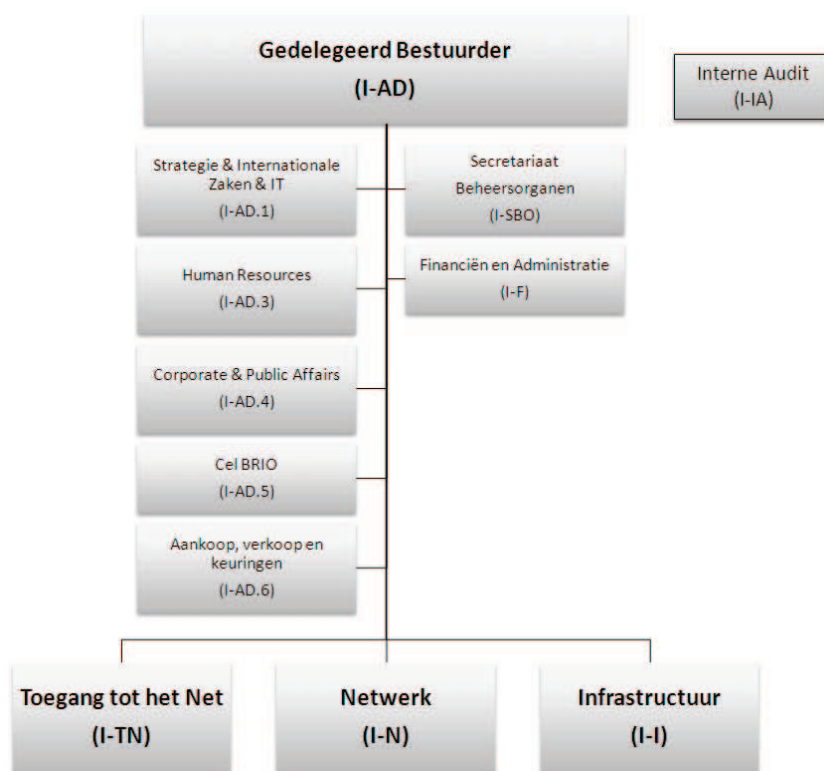 Gedelegeerd Bestuurder
(I-AD)
Interne Audit
(I-IA)
Strategie & Internationale
Zaken & IT
(I-AD.1)
Secretariaat
Beheersorganen
(I-SBO)
Human Resources
(I-AD.3)
Financiën en Administratie
(I-F)
Corporate & Public Affairs
(I-AD.4)
Cel BRIO
(I-AD.5)
Aankoop, verkoop en
keuringen
(I-AD.6)
Toegang tot het Net
(I-TN)
Netwerk
(I-N)
Infrastructuur
(I-I)